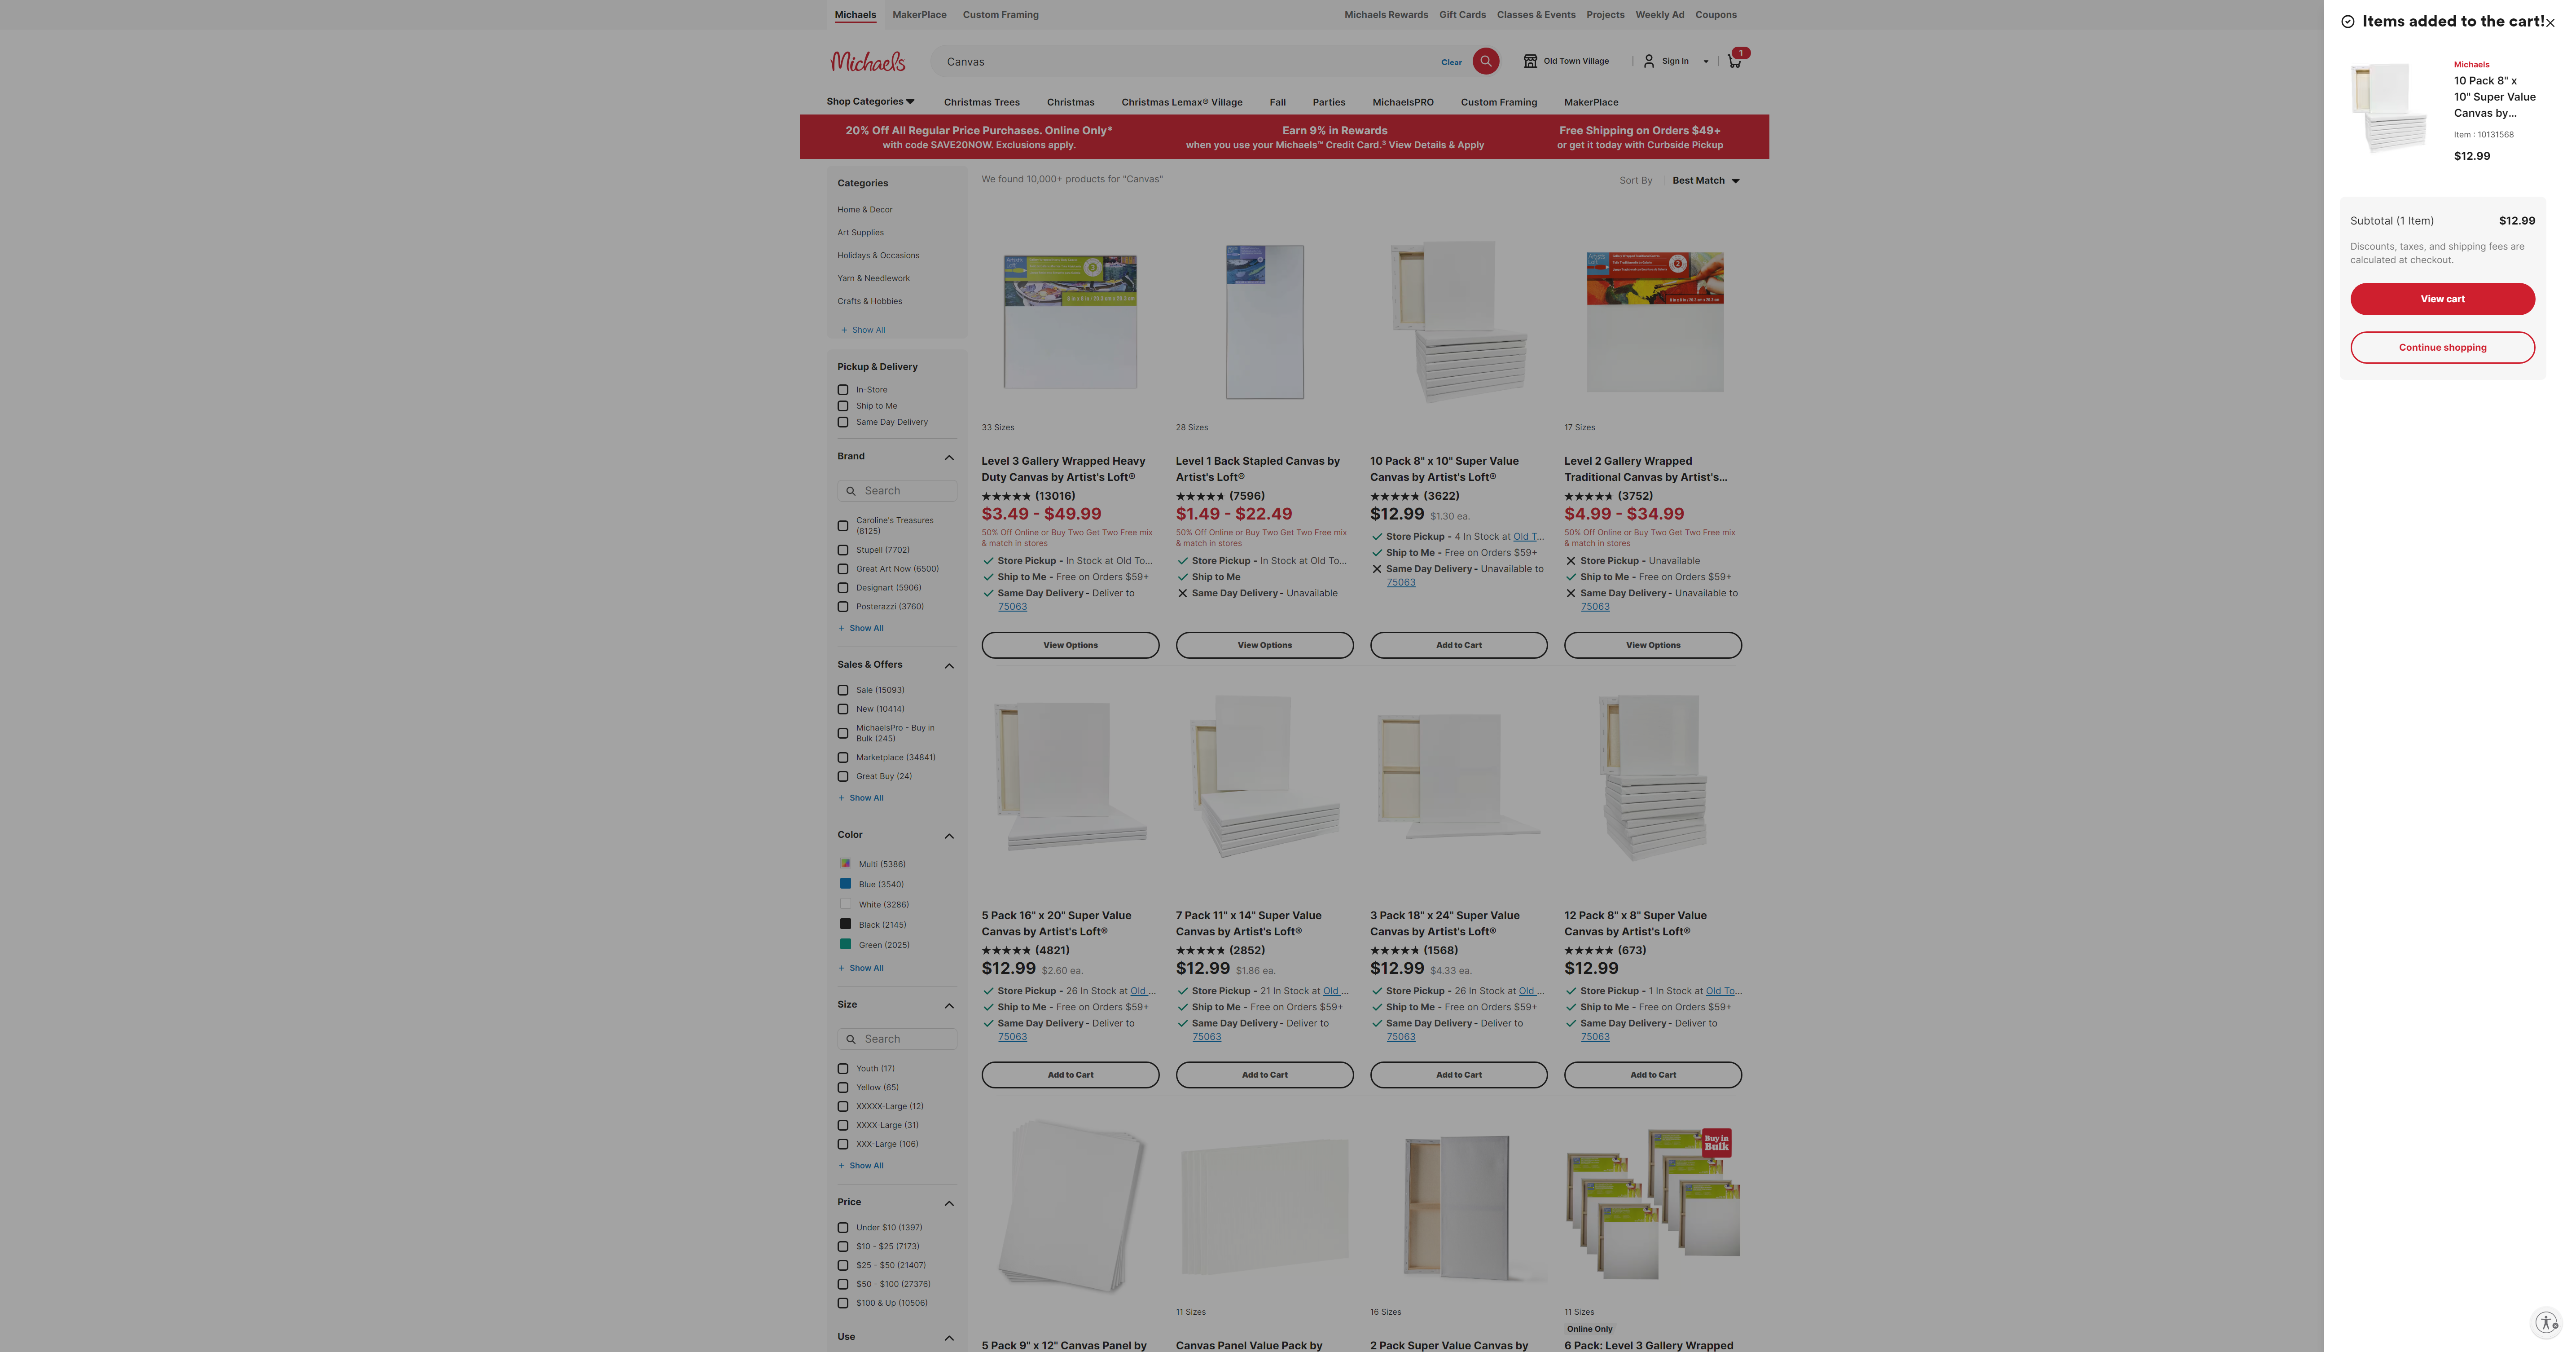 Michaels
MakerPlace
Custom Framing
Michaels Rewards
Gift Cards
Classes & Events
Projects
Weekly Ad
Coupons
Michaels
Canvas
Clear
Old Town Village
Sign In
1
Shop Categories
Christmas Trees
Christmas
Christmas Lemax® Village
Fall
Parties
MichaelsPRO
Custom Framing
MakerPlace
20% Off All Regular Price Purchases. Online Only*
with code SAVE20NOW. Exclusions apply.
Earn 9% in Rewards
when you use your Michaels™ Credit Card.³ View Details & Apply
Free Shipping on Orders $49+
or get it today with Curbside Pickup
Categories
Home & Decor
Art Supplies
Holidays & Occasions
Yarn & Needlework
Crafts & Hobbies
+ Show All
Pickup & Delivery
In-Store
Ship to Me
Same Day Delivery
Brand
Search
Caroline's Treasures
(8125)
Stupell (7702)
Great Art Now (6500)
Designart (5906)
Posterazzi (3760)
+ Show All
Sales & Offers
Sale (15093)
New (10414)
MichaelsPro - Buy in
Bulk (245)
Marketplace (34841)
Great Buy (24)
+ Show All
Color
Multi (5386)
Blue (3540)
White (3286)
Black (2145)
Green (2025)
+ Show All
Size
Search
Youth (17)
Yellow (65)
XXXXX-Large (12)
XXXX-Large (31)
XXX-Large (106)
+ Show All
Price
Under $10 (1397)
$10 - $25 (7173)
$25 - $50 (21407)
$50 - $100 (27376)
$100 & Up (10506)
Use
We found 10,000+ products for "Canvas"
Sort By
Best Match
33 Sizes
Level 3 Gallery Wrapped Heavy
Duty Canvas by Artist's Loft®
(13016)
$3.49 - $49.99
50% Off Online or Buy Two Get Two Free mix
& match in stores
Store Pickup - In Stock at Old To...
Ship to Me - Free on Orders $59+
Same Day Delivery - Deliver to
75063
View Options
28 Sizes
Level 1 Back Stapled Canvas by
Artist's Loft®
(7596)
$1.49 - $22.49
50% Off Online or Buy Two Get Two Free mix
& match in stores
Store Pickup - In Stock at Old To...
Ship to Me
Same Day Delivery - Unavailable
View Options
10 Pack 8" x 10" Super Value
Canvas by Artist's Loft®
(3622)
$12.99 $1.30 ea.
Store Pickup - 4 In Stock at Old T...
Ship to Me - Free on Orders $59+
Same Day Delivery - Unavailable to
75063
Add to Cart
17 Sizes
Level 2 Gallery Wrapped
Traditional Canvas by Artist's...
(3752)
$4.99 - $34.99
50% Off Online or Buy Two Get Two Free mix
& match in stores
Store Pickup - Unavailable
Ship to Me - Free on Orders $59+
Same Day Delivery - Unavailable to
75063
View Options
5 Pack 16" x 20" Super Value
Canvas by Artist's Loft®
(4821)
$12.99 $2.60 ea.
Store Pickup - 26 In Stock at Old ...
Ship to Me - Free on Orders $59+
Same Day Delivery - Deliver to
75063
Add to Cart
7 Pack 11" x 14" Super Value
Canvas by Artist's Loft®
(2852)
$12.99 $1.86 ea.
Store Pickup - 21 In Stock at Old ...
Ship to Me - Free on Orders $59+
Same Day Delivery - Deliver to
75063
Add to Cart
3 Pack 18" x 24" Super Value
Canvas by Artist's Loft®
(1568)
$12.99 $4.33 ea.
Store Pickup - 26 In Stock at Old ...
Ship to Me - Free on Orders $59+
Same Day Delivery - Deliver to
75063
Add to Cart
12 Pack 8" x 8" Super Value
Canvas by Artist's Loft®
(673)
$12.99
Store Pickup - 1 In Stock at Old To...
Ship to Me - Free on Orders $59+
Same Day Delivery - Deliver to
75063
Add to Cart
5 Pack 9" x 12" Canvas Panel by
11 Sizes
Canvas Panel Value Pack by
16 Sizes
2 Pack Super Value Canvas by
Buy in
Bulk
11 Sizes
Online Only
6 Pack: Level 3 Gallery Wrapped
Items added to the cart!
Michaels
10 Pack 8" x
10" Super Value
Canvas by...
Item : 10131568
$12.99
Subtotal (1 Item) $12.99
Discounts, taxes, and shipping fees are
calculated at checkout.
View cart
Continue shopping